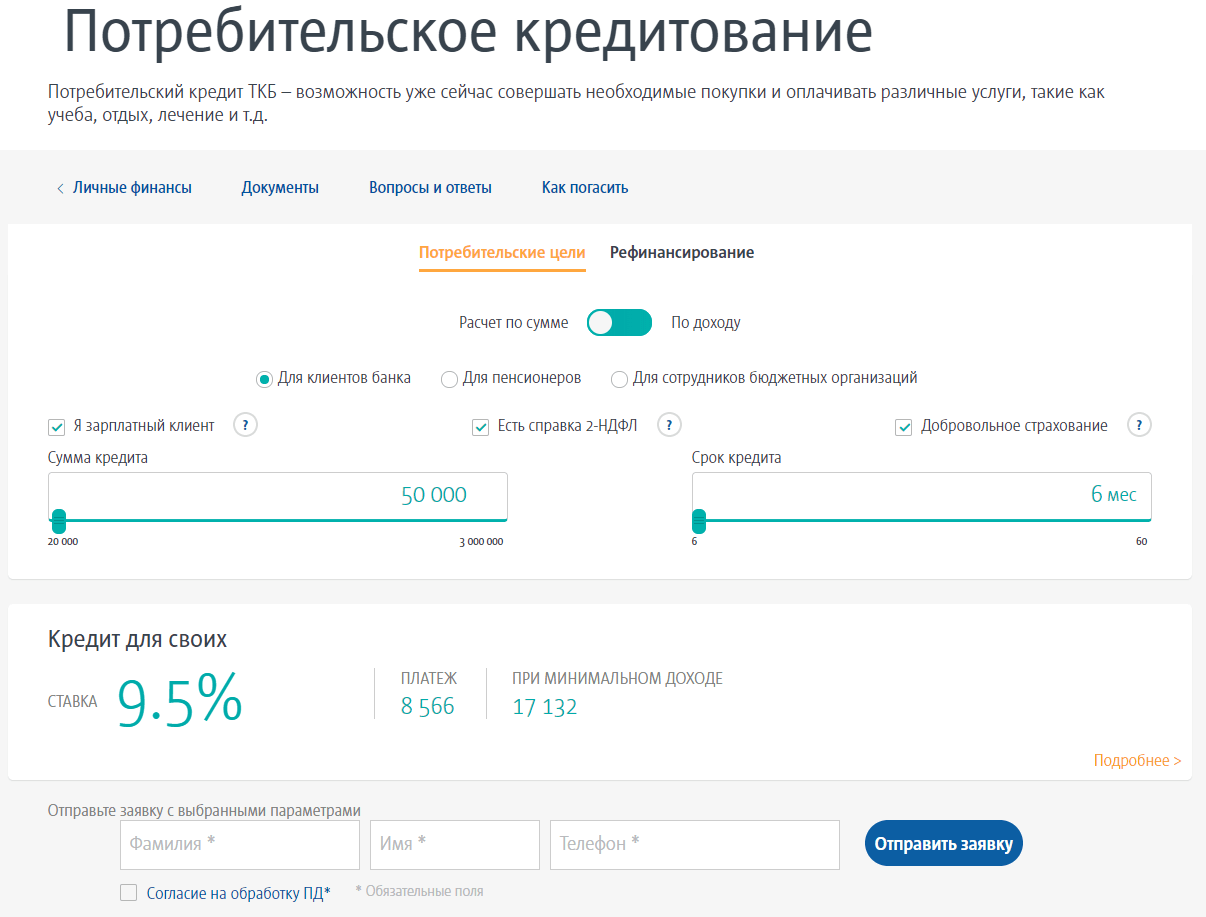 Потребительское кредитование
Потребительский кредит ТКБ – возможность уже сейчас совершать необходимые покупки и оплачивать различные услуги, такие как
учеба, отдых, лечение и т.д.
< Личные финансы Документы Вопросы и ответы Как погасить
Потребительские цели Рефинансирование
Расчет по сумме По доходу
Для клиентов банка Для пенсионеров Для сотрудников бюджетных организаций
Я зарплатный клиент ? Есть справка 2-НДФЛ ? Добровольное страхование ?
Сумма кредита Срок кредита
50 000 6 мес
20 000 3 000 000 6 60
Кредит для своих
СТАВКА 9.5% ПЛАТЕЖ ПРИ МИНИМАЛЬНОМ ДОХОДЕ
8 566 17 132
Подробнее >
Отправьте заявку с выбранными параметрами
Фамилия * Имя * Телефон * Отправить заявку
Согласие на обработку ПД* * Обязательные поля